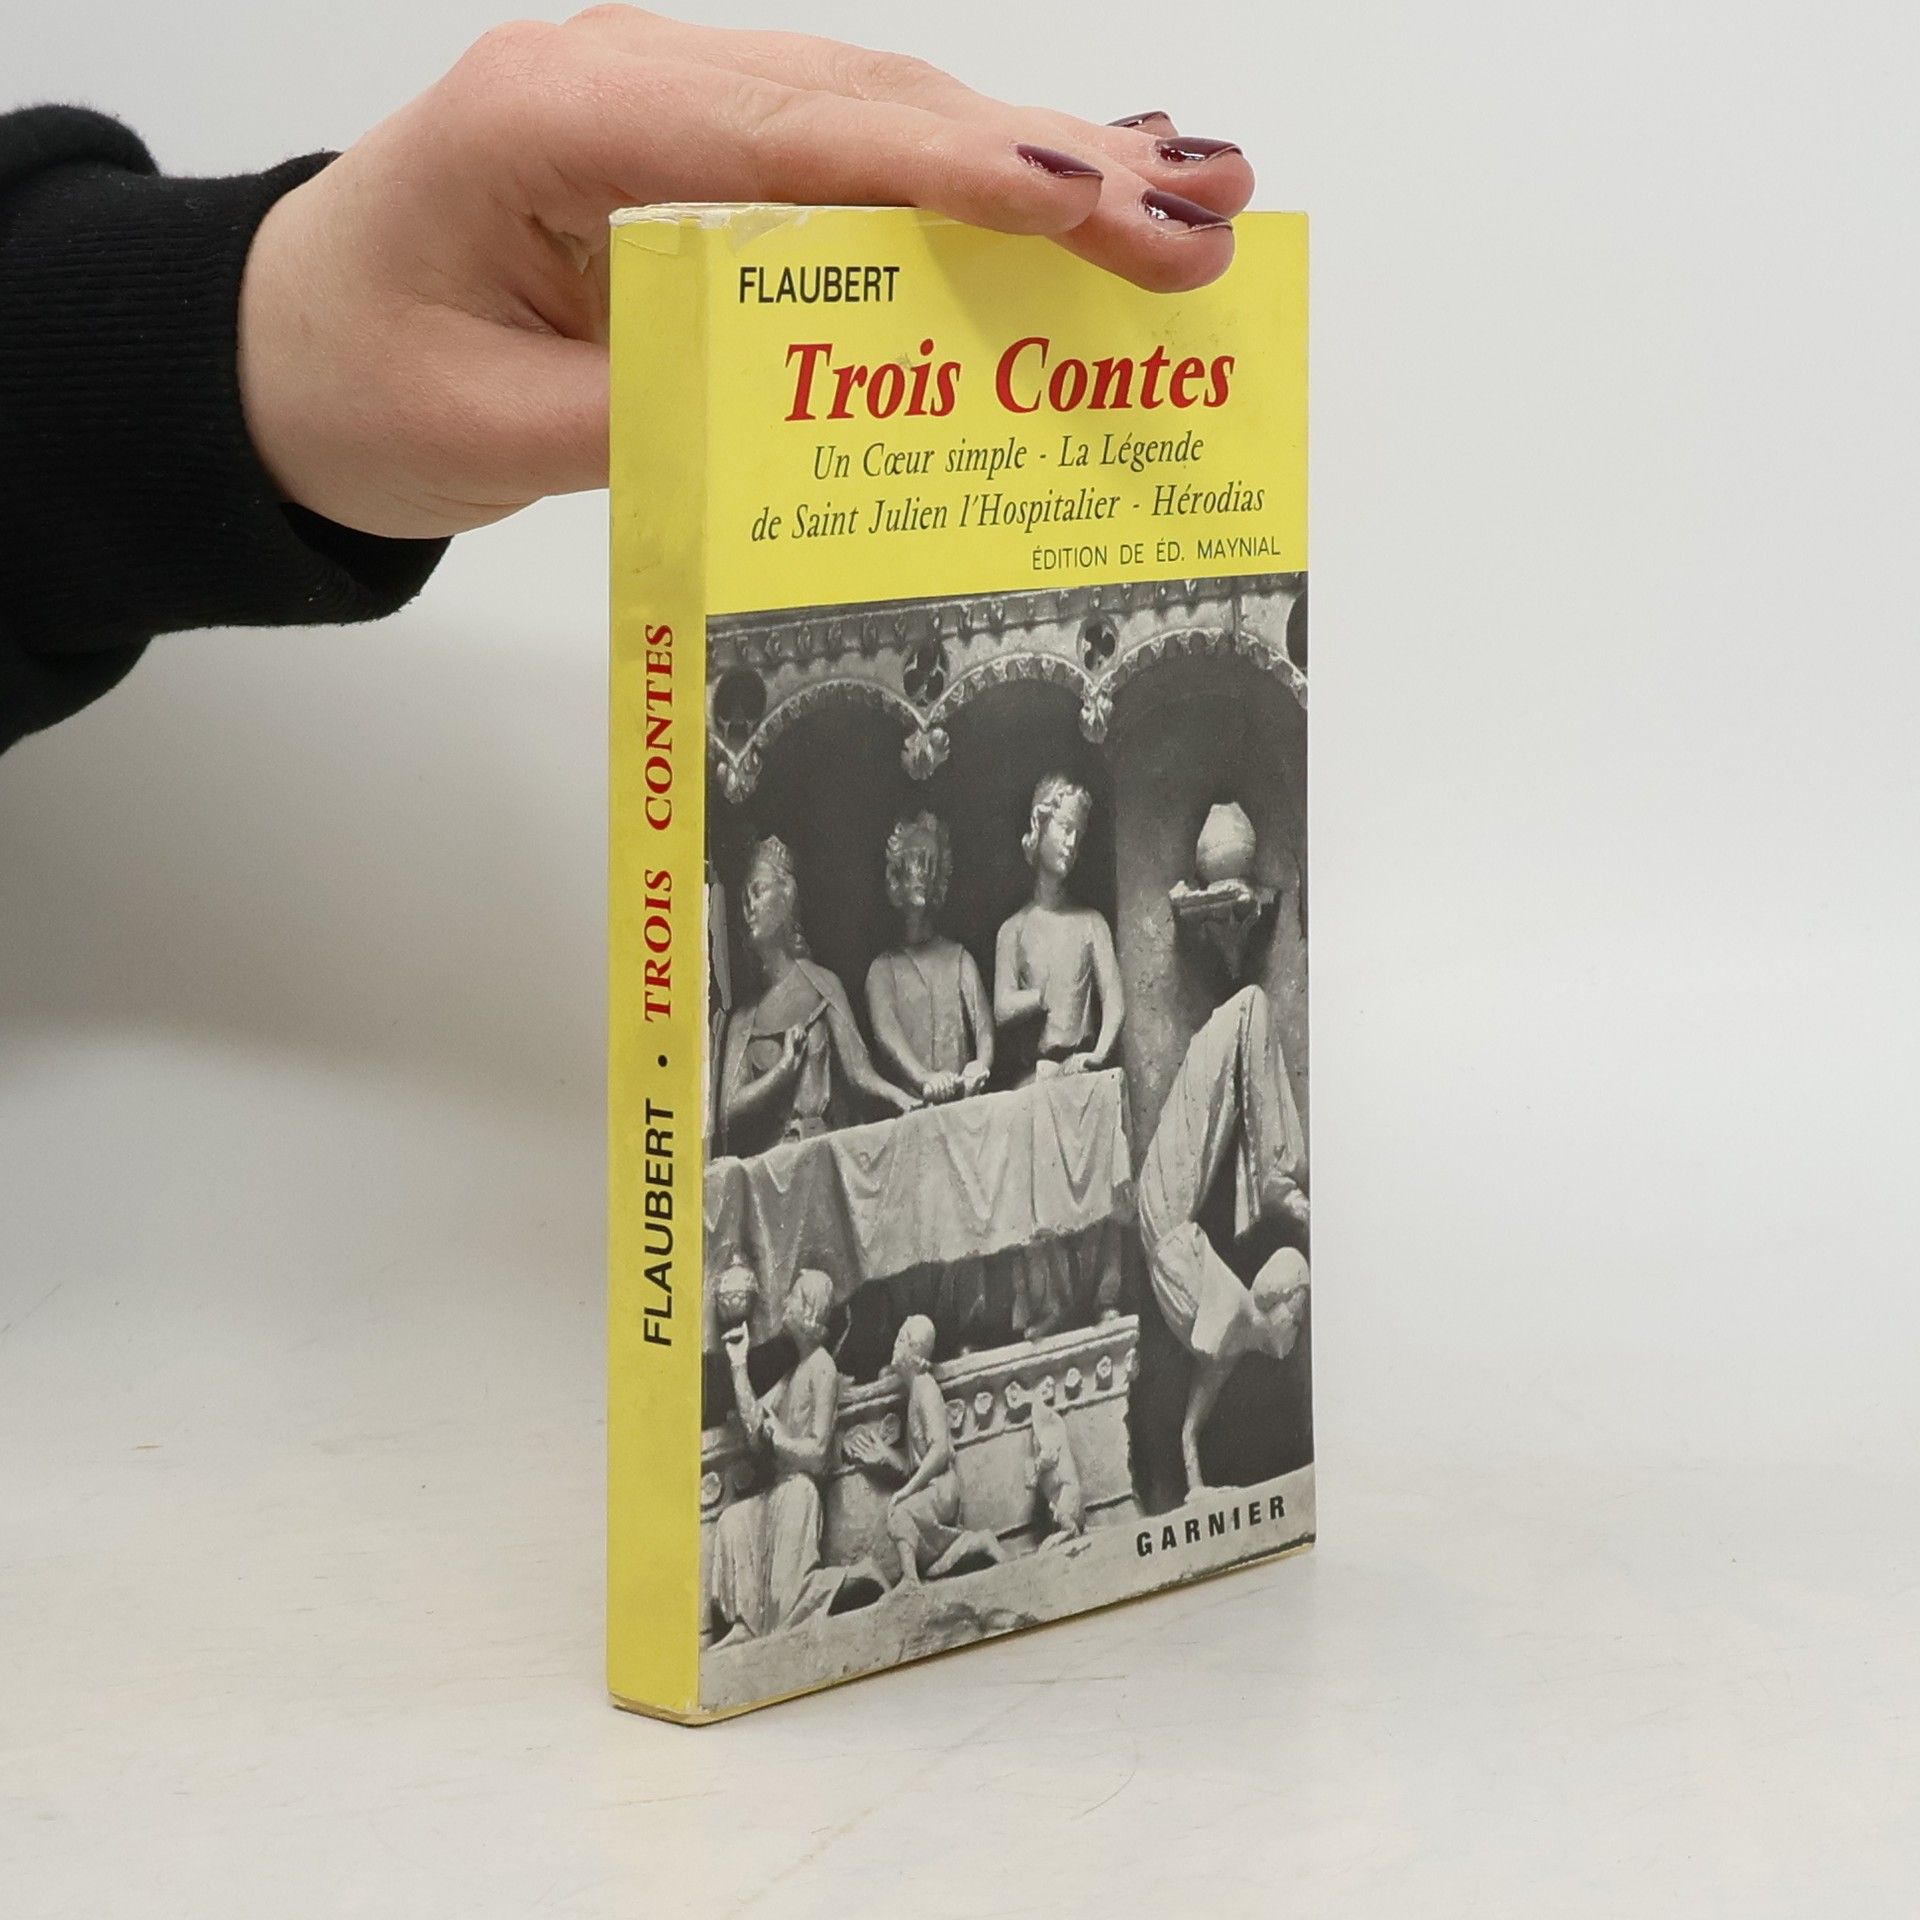 FLAUBERT
Trois Contes
Un Cœur simple - La Légende
de Saint Julien l'Hospitalier - Hérodias
ÉDITION DE ÉD. MAYNIAL
GARNIER
FLAUBERT • TROIS CONTES